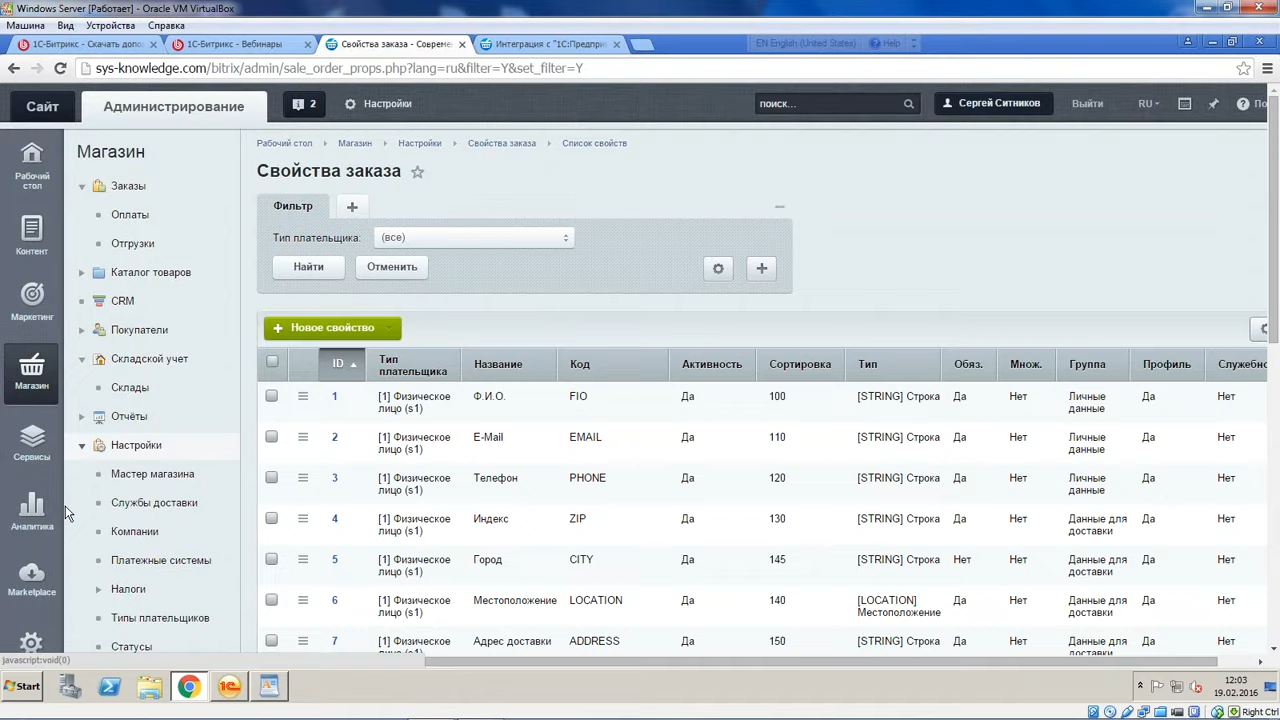 Windows Server [Работает] - Oracle VM VirtualBox
Машина Вид Устройства Справка
1С-Битрикс - Скачать допо 1С-Битрикс - Вебинары Свойства заказа - Совреме Интеграция с "1С:Предпри EN English (United States) Help
sys-knowledge.com/bitrix/admin/sale_order_props.php?lang=ru&filter=Y&set_filter=Y
Сайт Администрирование 2 Настройки поиск... Сергей Ситников Выйти RU По
Рабочий стол
Контент
Маркетинг
Магазин
Сервисы
Аналитика
Marketplace
Магазин
Заказы
Оплаты
Отгрузки
Каталог товаров
CRM
Покупатели
Складской учет
Склады
Отчёты
Настройки
Мастер магазина
Службы доставки
Компании
Платежные системы
Налоги
Типы плательщиков
Статусы
Рабочий стол Магазин Настройки Свойства заказа Список свойств
Свойства заказа
Фильтр
Тип плательщика: (все)
Найти Отменить
Новое свойство
ID Тип плательщика Название Код Активность Сортировка Тип Обяз. Множ. Группа Профиль Служебно
1 [1] Физическое лицо (s1) Ф.И.О. FIO Да 100 [STRING] Строка Да Нет Личные данные Да Нет
2 [1] Физическое лицо (s1) E-Mail EMAIL Да 110 [STRING] Строка Да Нет Личные данные Да Нет
3 [1] Физическое лицо (s1) Телефон PHONE Да 120 [STRING] Строка Да Нет Личные данные Да Нет
4 [1] Физическое лицо (s1) Индекс ZIP Да 130 [STRING] Строка Да Нет Данные для доставки Да Нет
5 [1] Физическое лицо (s1) Город CITY Да 145 [STRING] Строка Нет Нет Данные для доставки Да Нет
6 [1] Физическое лицо (s1) Местоположение LOCATION Да 140 [LOCATION] Местоположение Да Нет Данные для доставки Да Нет
7 [1] Физическое лицо (s1) Адрес доставки ADDRESS Да 150 [STRING] Строка Да Нет Данные для доставки Да Нет
javascript:void(0)
Start 12:03
19.02.2016
Right Ctrl